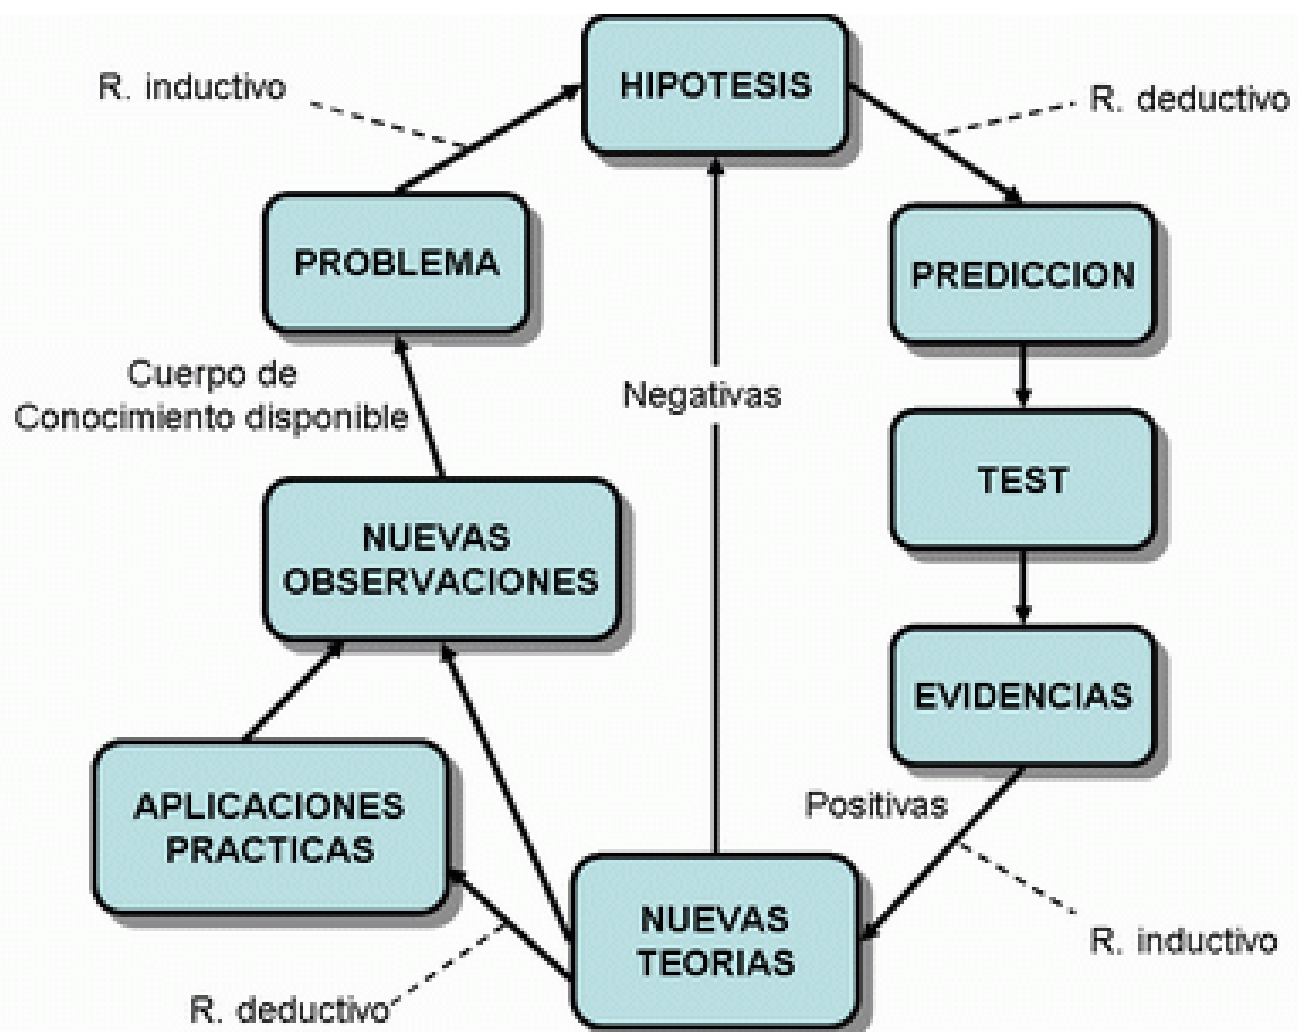 HIPOTESIS
R. inductivo
R. deductivo
PROBLEMA
PREDICCION
Cuerpo de
Conocimiento disponible
Negativas
TEST
NUEVAS
OBSERVACIONES
EVIDENCIAS
APLICACIONES
PRACTICAS
Positivas
NUEVAS
TEORIAS
R. inductivo
R. deductivo